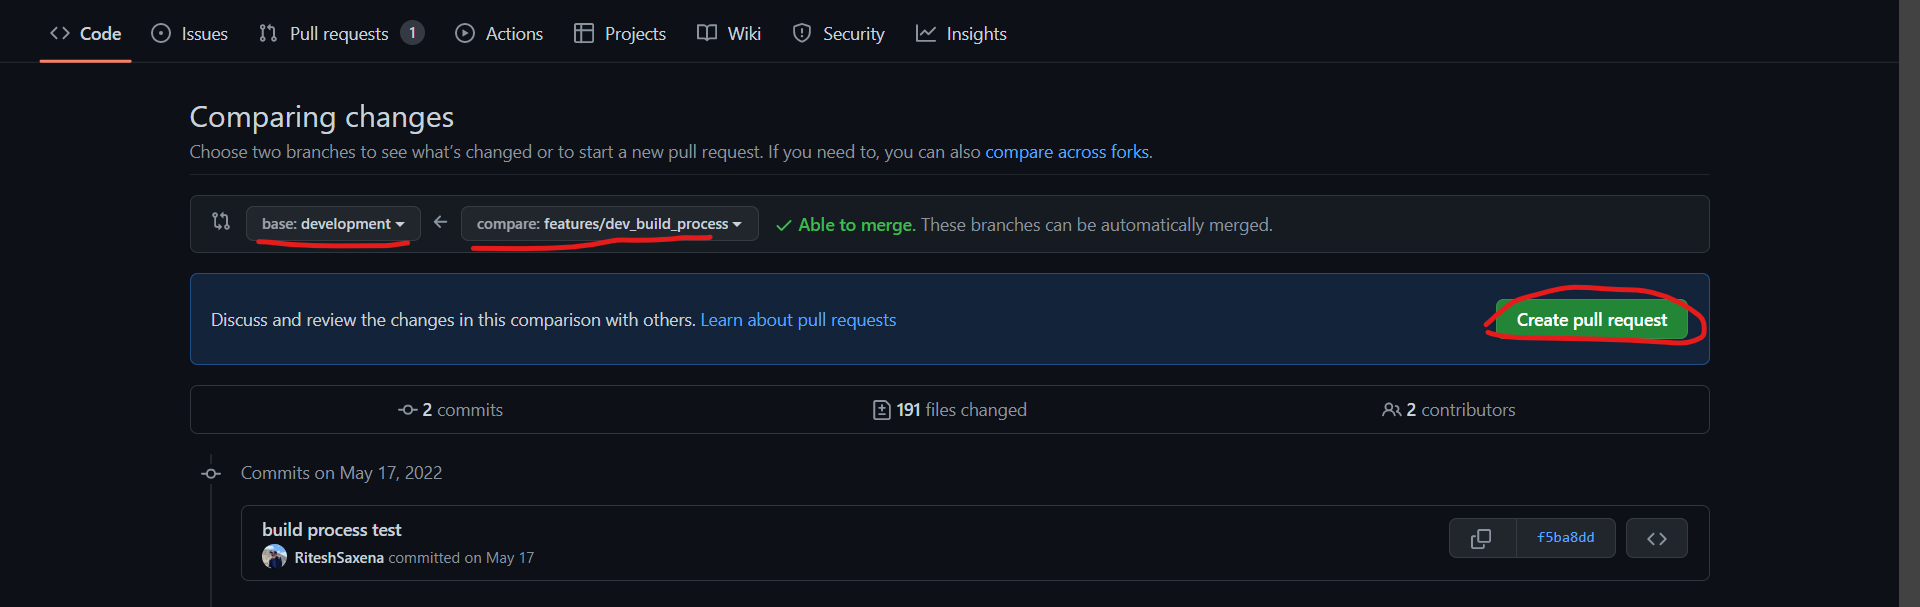 Code Issues Pull requests 1 Actions Projects Wiki Security Insights
Comparing changes
Choose two branches to see what's changed or to start a new pull request. If you need to, you can also compare across forks.
base: development compare: features/dev_build_process Able to merge. These branches can be automatically merged.
Discuss and review the changes in this comparison with others. Learn about pull requests Create pull request
2 commits 191 files changed 2 contributors
Commits on May 17, 2022
build process test
f5ba8dd
RiteshSaxena committed on May 17